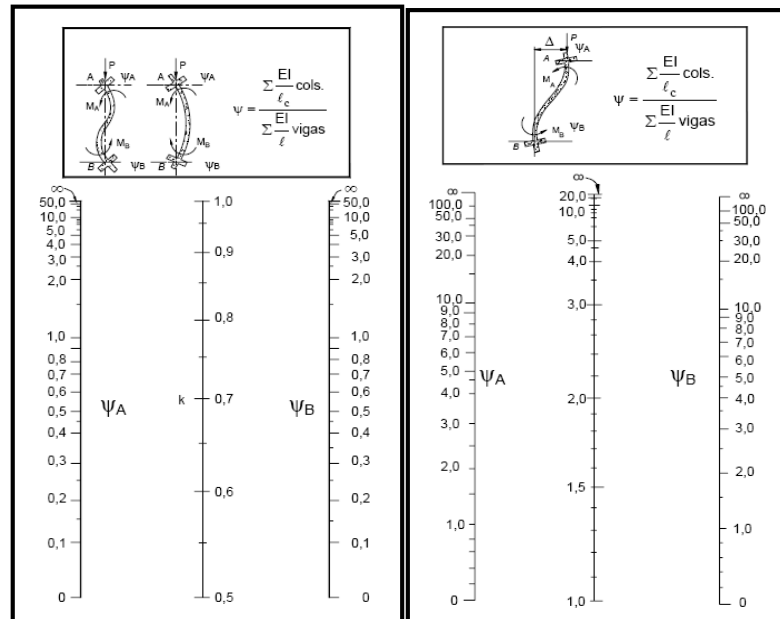 P P
A ψA A ψA
MA MA
MB MB
B ψB B ψB
ψ = Σ EI/ℓc cols. / Σ EI/ℓ vigas
∞ 1,0 ∞
50,0 50,0
10,0 10,0
5,0 0,9 5,0
4,0 4,0
3,0 3,0
2,0 2,0
0,8
1,0 1,0
0,8 0,8
0,7 0,7
0,6 0,6
0,5 ψA k 0,7 ψB 0,5
0,4 0,4
0,3 0,3
0,6
0,2 0,2
0,1 0,1
0 0,5 0
Δ P
ψA
A
MA
MB
B ψB
ψ = Σ EI/ℓc cols. / Σ EI/ℓ vigas
∞ ∞ ∞
100,0 20,0 100,0
50,0 10,0 50,0
30,0 5,0 30,0
20,0 4,0 20,0
10,0 3,0 10,0
9,0 9,0
8,0 8,0
7,0 7,0
6,0 6,0
5,0 5,0
ψA ψB
4,0 2,0 4,0
3,0 3,0
2,0 2,0
1,5
1,0 1,0
0 1,0 0